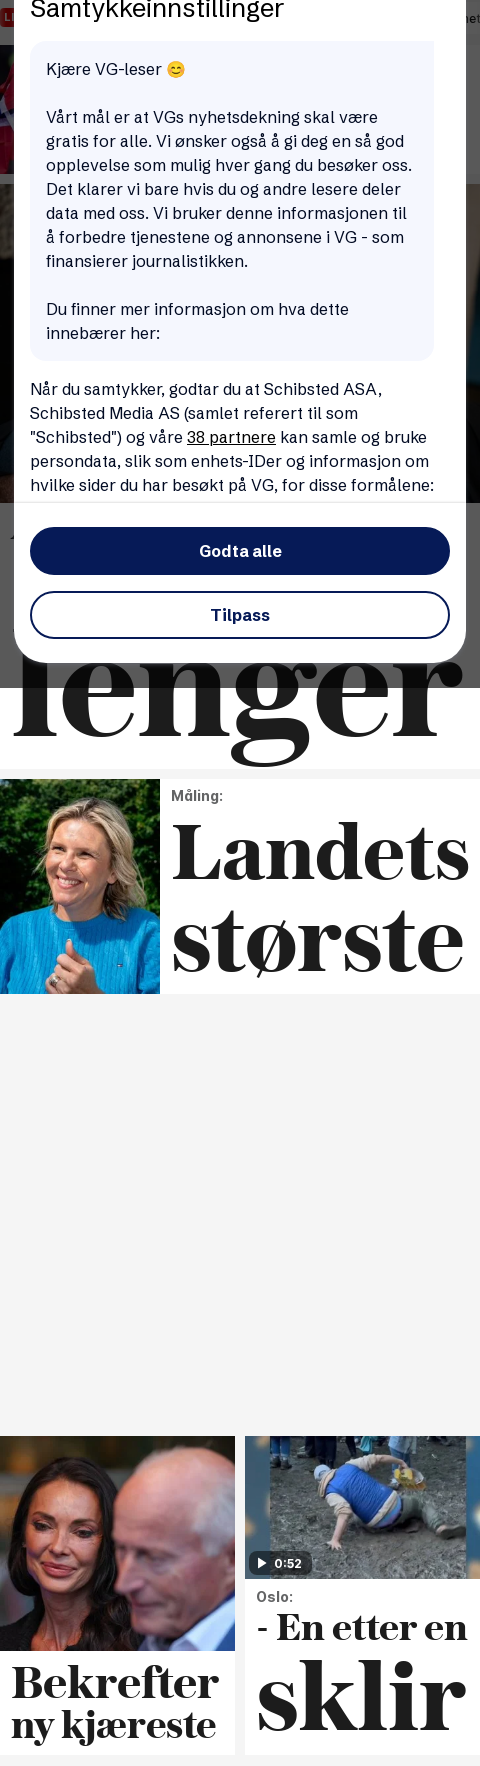 Samtykkeinnstillinger
Kjære VG-leser 😊
Vårt mål er at VGs nyhetsdekning skal være
gratis for alle. Vi ønsker også å gi deg en så god
opplevelse som mulig hver gang du besøker oss.
Det klarer vi bare hvis du og andre lesere deler
data med oss. Vi bruker denne informasjonen til
å forbedre tjenestene og annonsene i VG - som
finansierer journalistikken.
Du finner mer informasjon om hva dette
innebærer her:
Når du samtykker, godtar du at Schibsted ASA,
Schibsted Media AS (samlet referert til som
"Schibsted") og våre 38 partnere kan samle og bruke
persondata, slik som enhets-IDer og informasjon om
hvilke sider du har besøkt på VG, for disse formålene:
Godta alle
Tilpass
lenger
Måling:
Landets
største
0:52
Oslo:
- En etter en
sklir
Bekrefter
ny kjæreste